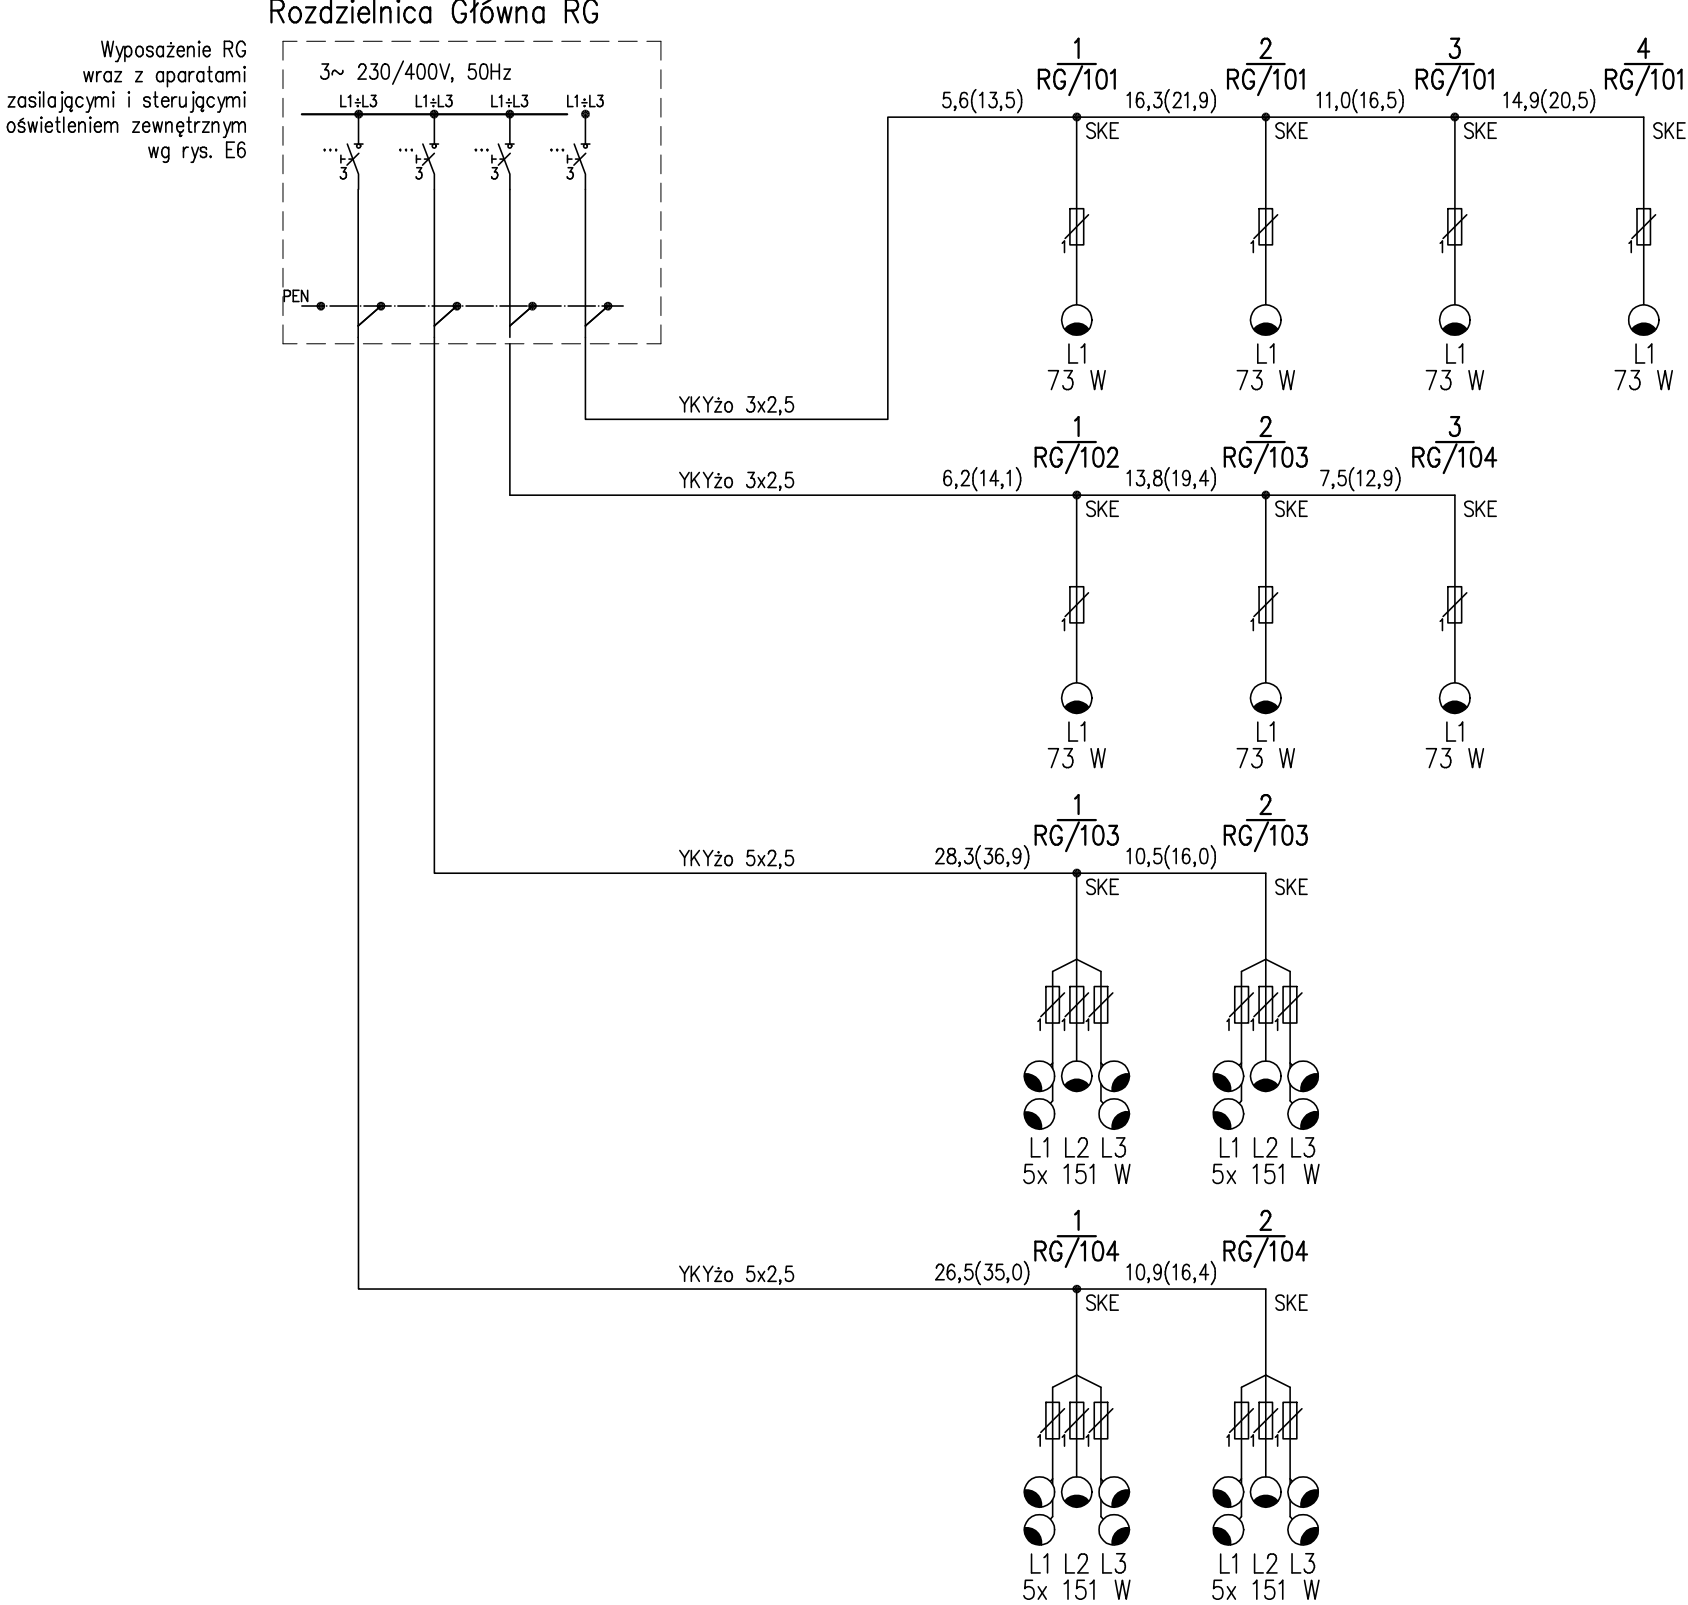 Rozdzielnica Główna RG
Wyposażenie RG
wraz z aparatami
zasilającymi i sterującymi
oświetleniem zewnętrznym
wg rys. E6
3~ 230/400V, 50Hz
L1÷L3 L1÷L3 L1÷L3 L1÷L3
... ... ... ...
3 3 3 3
PEN
1 2 3 4
RG/101 RG/101 RG/101 RG/101
5,6(13,5) 16,3(21,9) 11,0(16,5) 14,9(20,5)
SKE SKE SKE SKE
1 1 1 1
L1 L1 L1 L1
73 W 73 W 73 W 73 W
YKYżo 3x2,5
1 2 3
RG/102 RG/103 RG/104
YKYżo 3x2,5 6,2(14,1) 13,8(19,4) 7,5(12,9)
SKE SKE SKE
1 1 1
L1 L1 L1
73 W 73 W 73 W
1 2
RG/103 RG/103
YKYżo 5x2,5 28,3(36,9) 10,5(16,0)
SKE SKE
1 1 1 1 1 1
L1 L2 L3 L1 L2 L3
5x 151 W 5x 151 W
1 2
RG/104 RG/104
YKYżo 5x2,5 26,5(35,0) 10,9(16,4)
SKE SKE
1 1 1 1 1 1
L1 L2 L3 L1 L2 L3
5x 151 W 5x 151 W